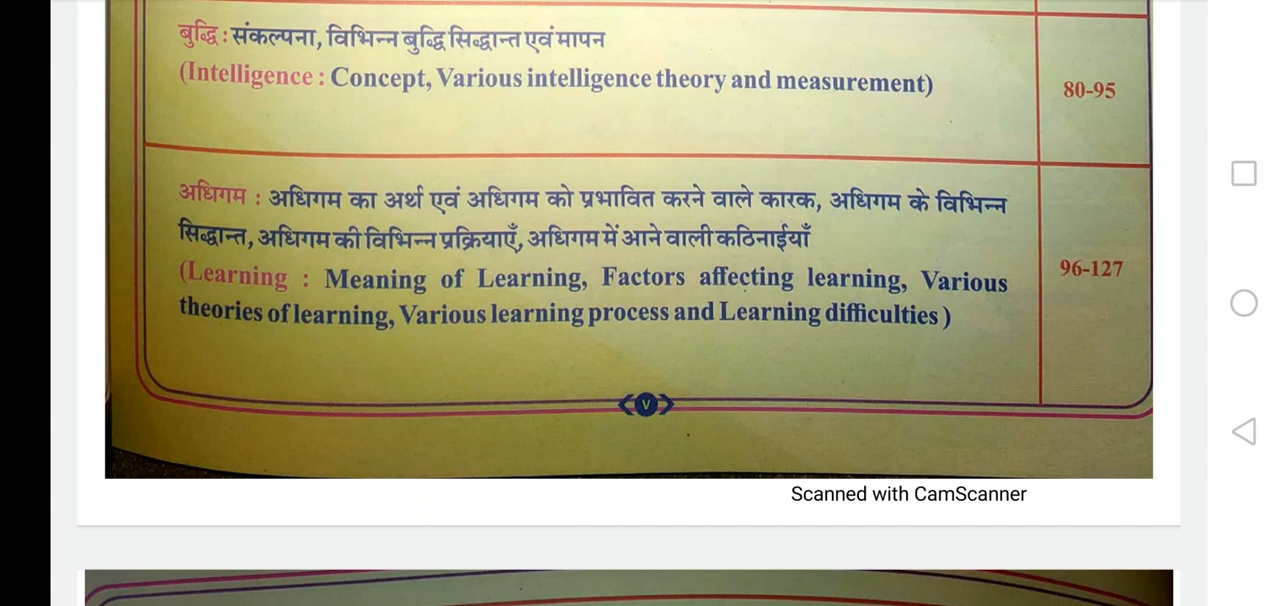 बुद्धि : संकल्पना, विभिन्न बुद्धि सिद्धान्त एवं मापन
(Intelligence : Concept, Various intelligence theory and measurement)
80-95
अधिगम : अधिगम का अर्थ एवं अधिगम को प्रभावित करने वाले कारक, अधिगम के विभिन्न
सिद्धान्त, अधिगम की विभिन्न प्रक्रियाएँ, अधिगम में आने वाली कठिनाईयाँ
(Learning : Meaning of Learning, Factors affecting learning, Various
theories of learning, Various learning process and Learning difficulties )
96-127
V
Scanned with CamScanner